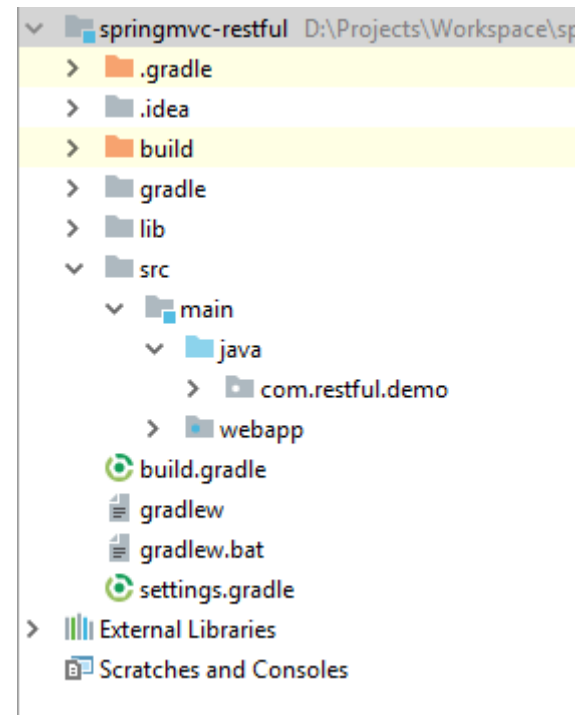 springmvc-restful D:\Projects\Workspace\sp
.gradle
.idea
build
gradle
lib
src
main
java
com.restful.demo
webapp
build.gradle
gradlew
gradlew.bat
settings.gradle
External Libraries
Scratches and Consoles